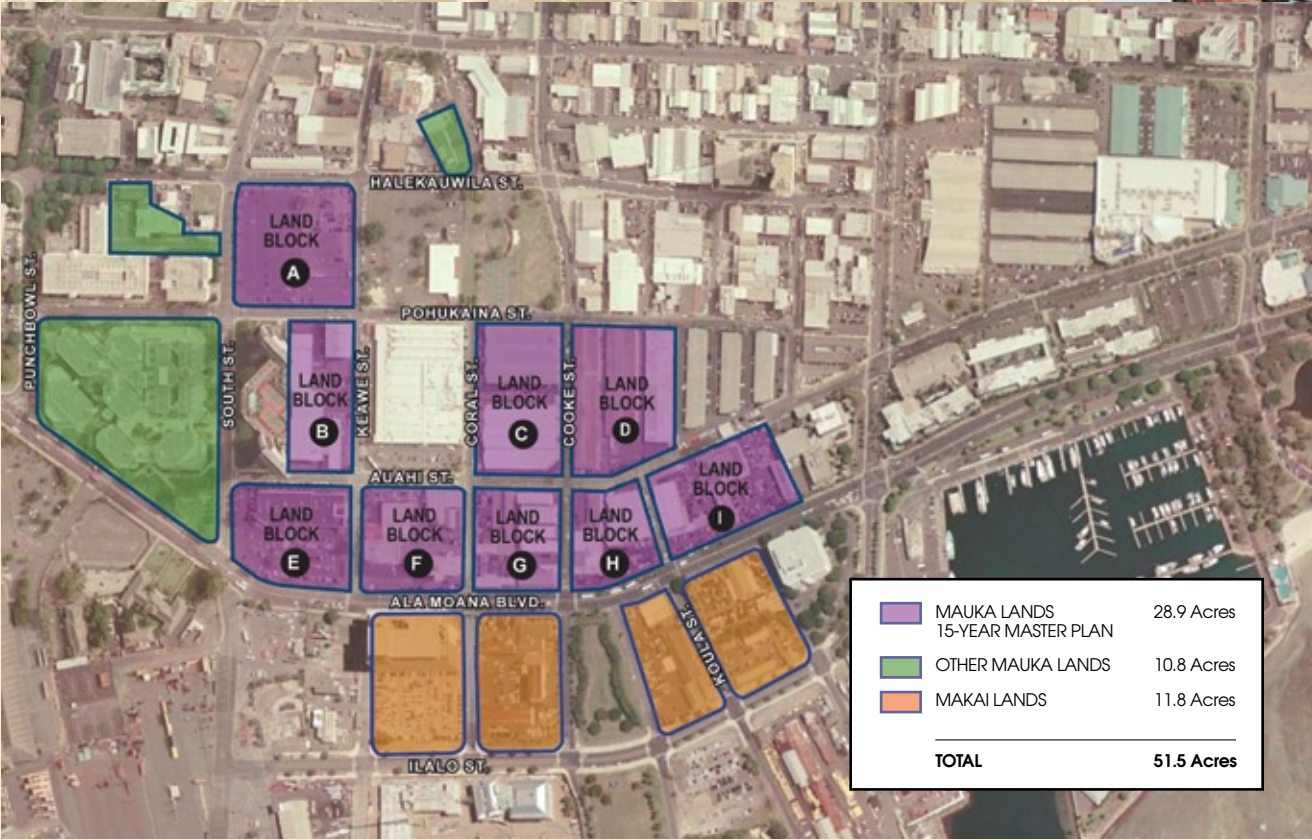 HALEKAUWILA ST.
LAND
BLOCK
A
PUNCHBOWL ST.
POHUKAINA ST.
SOUTH ST.
LAND
BLOCK
B
KEAWE ST.
CORAL ST.
LAND
BLOCK
C
COOKE ST.
LAND
BLOCK
D
AUAHI ST.
LAND
BLOCK
E
LAND
BLOCK
F
LAND
BLOCK
G
LAND
BLOCK
H
LAND
BLOCK
I
ALA MOANA BLVD.
KOULA ST.
ILALO ST.
MAUKA LANDS 28.9 Acres
15-YEAR MASTER PLAN
OTHER MAUKA LANDS 10.8 Acres
MAKAI LANDS 11.8 Acres
TOTAL 51.5 Acres